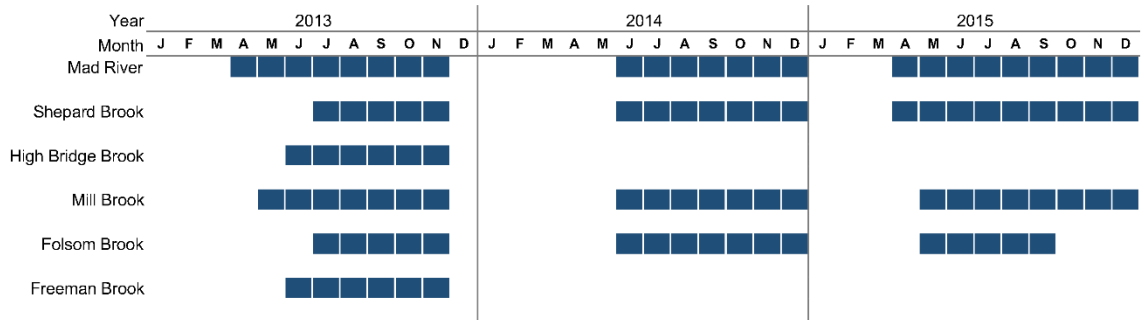 Year 2013 2014 2015
Month J F M A M J J A S O N D J F M A M J J A S O N D J F M A M J J A S O N D
Mad River
Shepard Brook
High Bridge Brook
Mill Brook
Folsom Brook
Freeman Brook